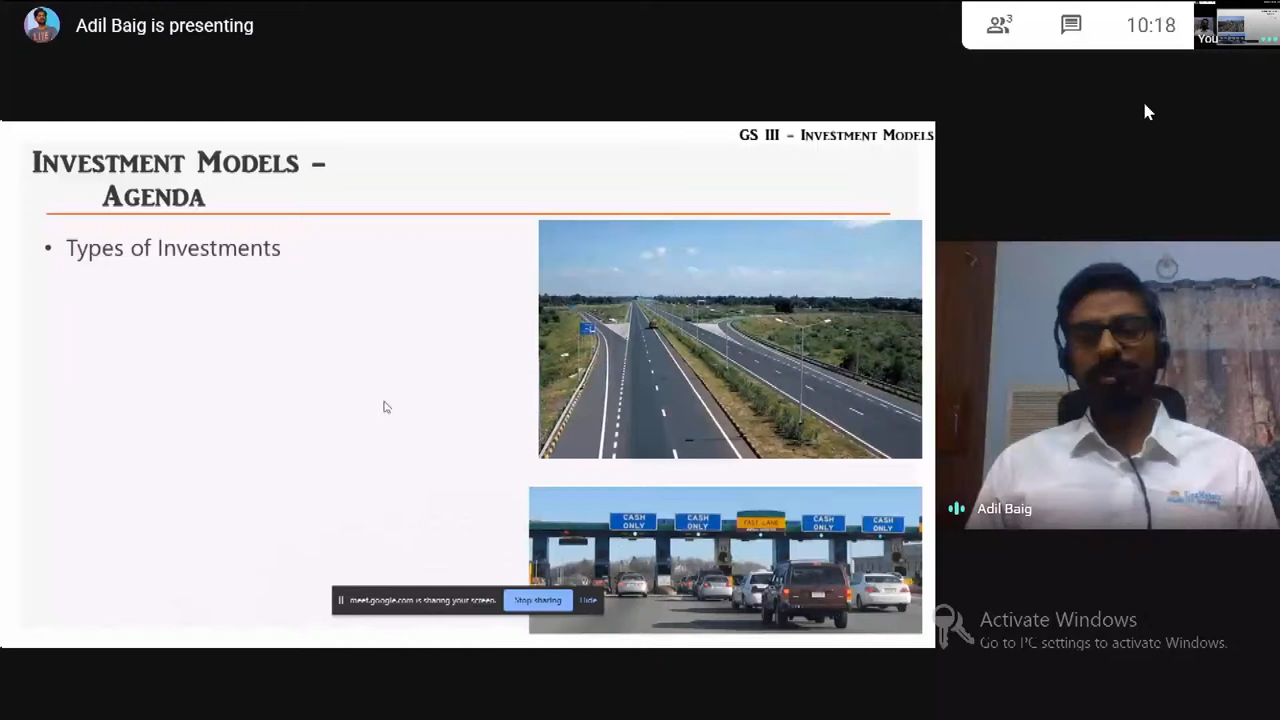 Adil Baig is presenting
3
10:18
You
GS III – Investment Models
Investment Models –
Agenda
• Types of Investments
CASH ONLY
CASH ONLY
FAST LANE
CASH ONLY
CASH ONLY
meet.google.com is sharing your screen.
Stop sharing
Hide
Adil Baig
Activate Windows
Go to PC settings to activate Windows.